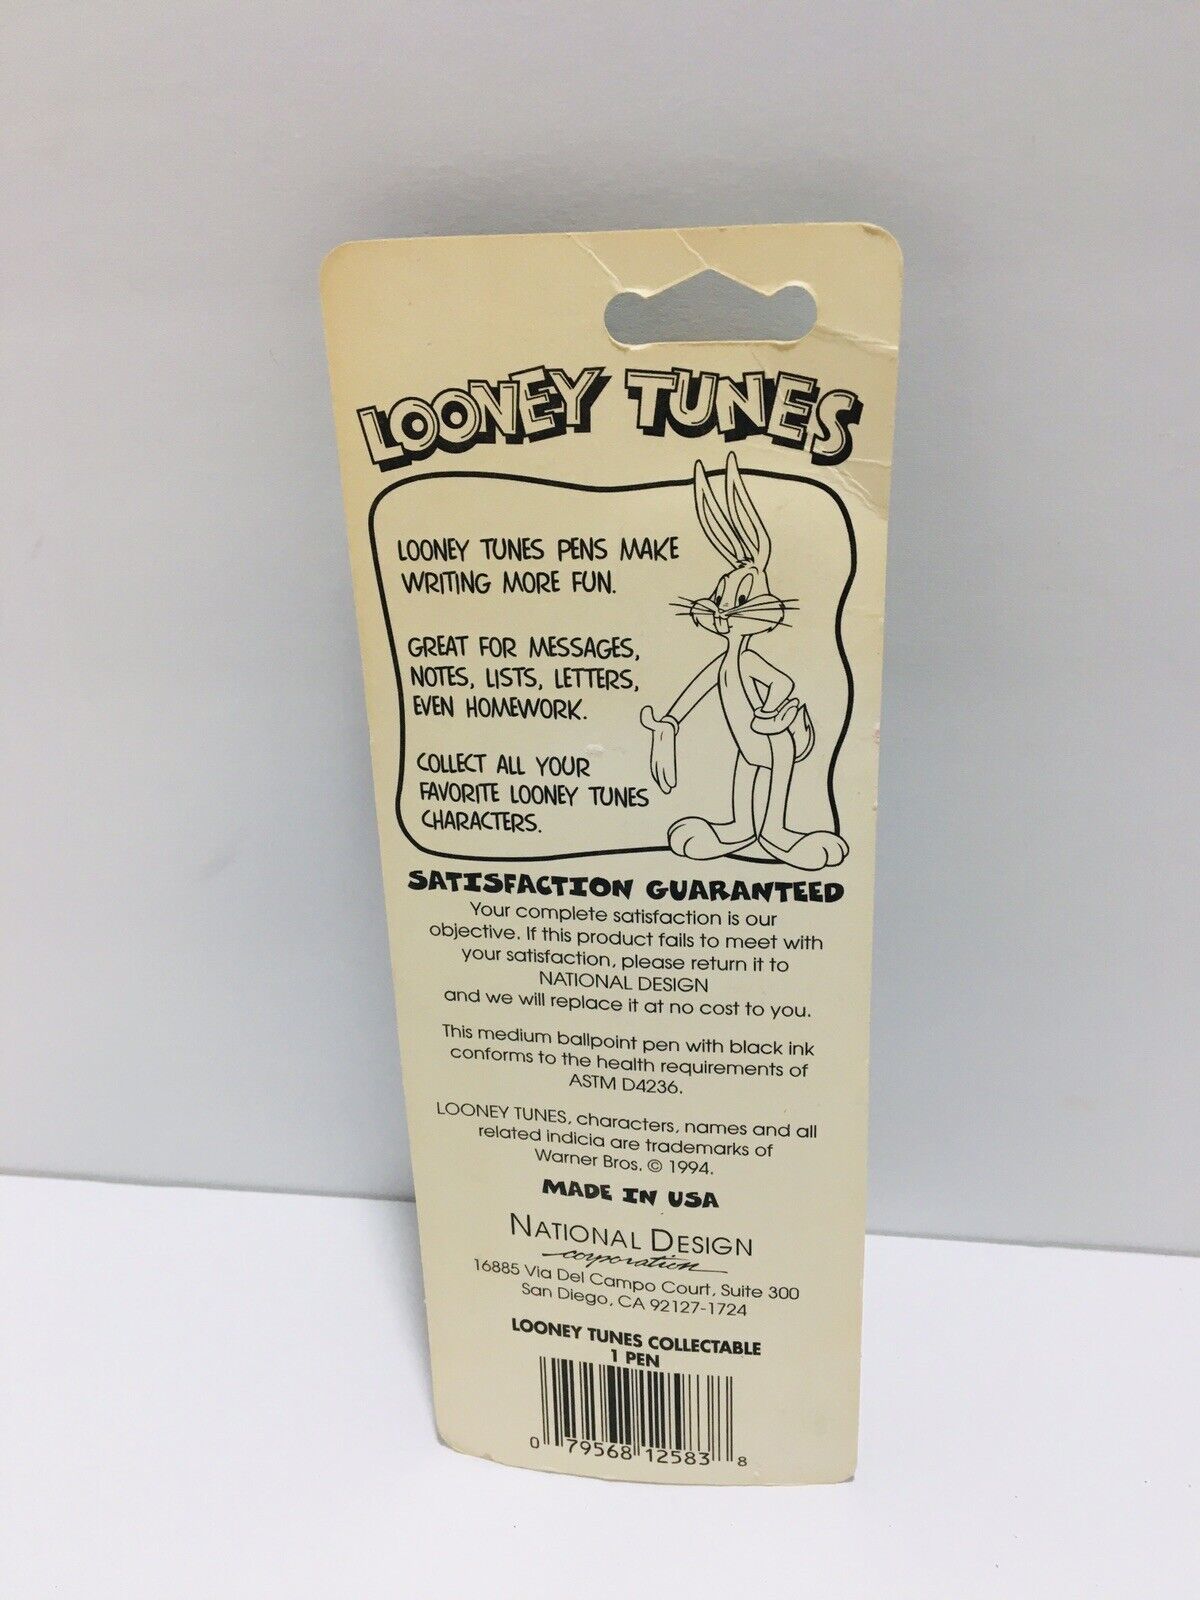 LOONEY TUNES
LOONEY TUNES PENS MAKE
WRITING MORE FUN.
GREAT FOR MESSAGES,
NOTES, LISTS, LETTERS,
EVEN HOMEWORK.
COLLECT ALL YOUR
FAVORITE LOONEY TUNES
CHARACTERS.
SATISFACTION GUARANTEED
Your complete satisfaction is our
objective. If this product fails to meet with
your satisfaction, please return it to
NATIONAL DESIGN
and we will replace it at no cost to you.
This medium ballpoint pen with black ink
conforms to the health requirements of
ASTM D4236.
LOONEY TUNES, characters, names and all
related indicia are trademarks of
Warner Bros. © 1994.
MADE IN USA
NATIONAL DESIGN
corporation
16885 Via Del Campo Court, Suite 300
San Diego, CA 92127-1724
LOONEY TUNES COLLECTABLE
1 PEN
0 79568 12583 8